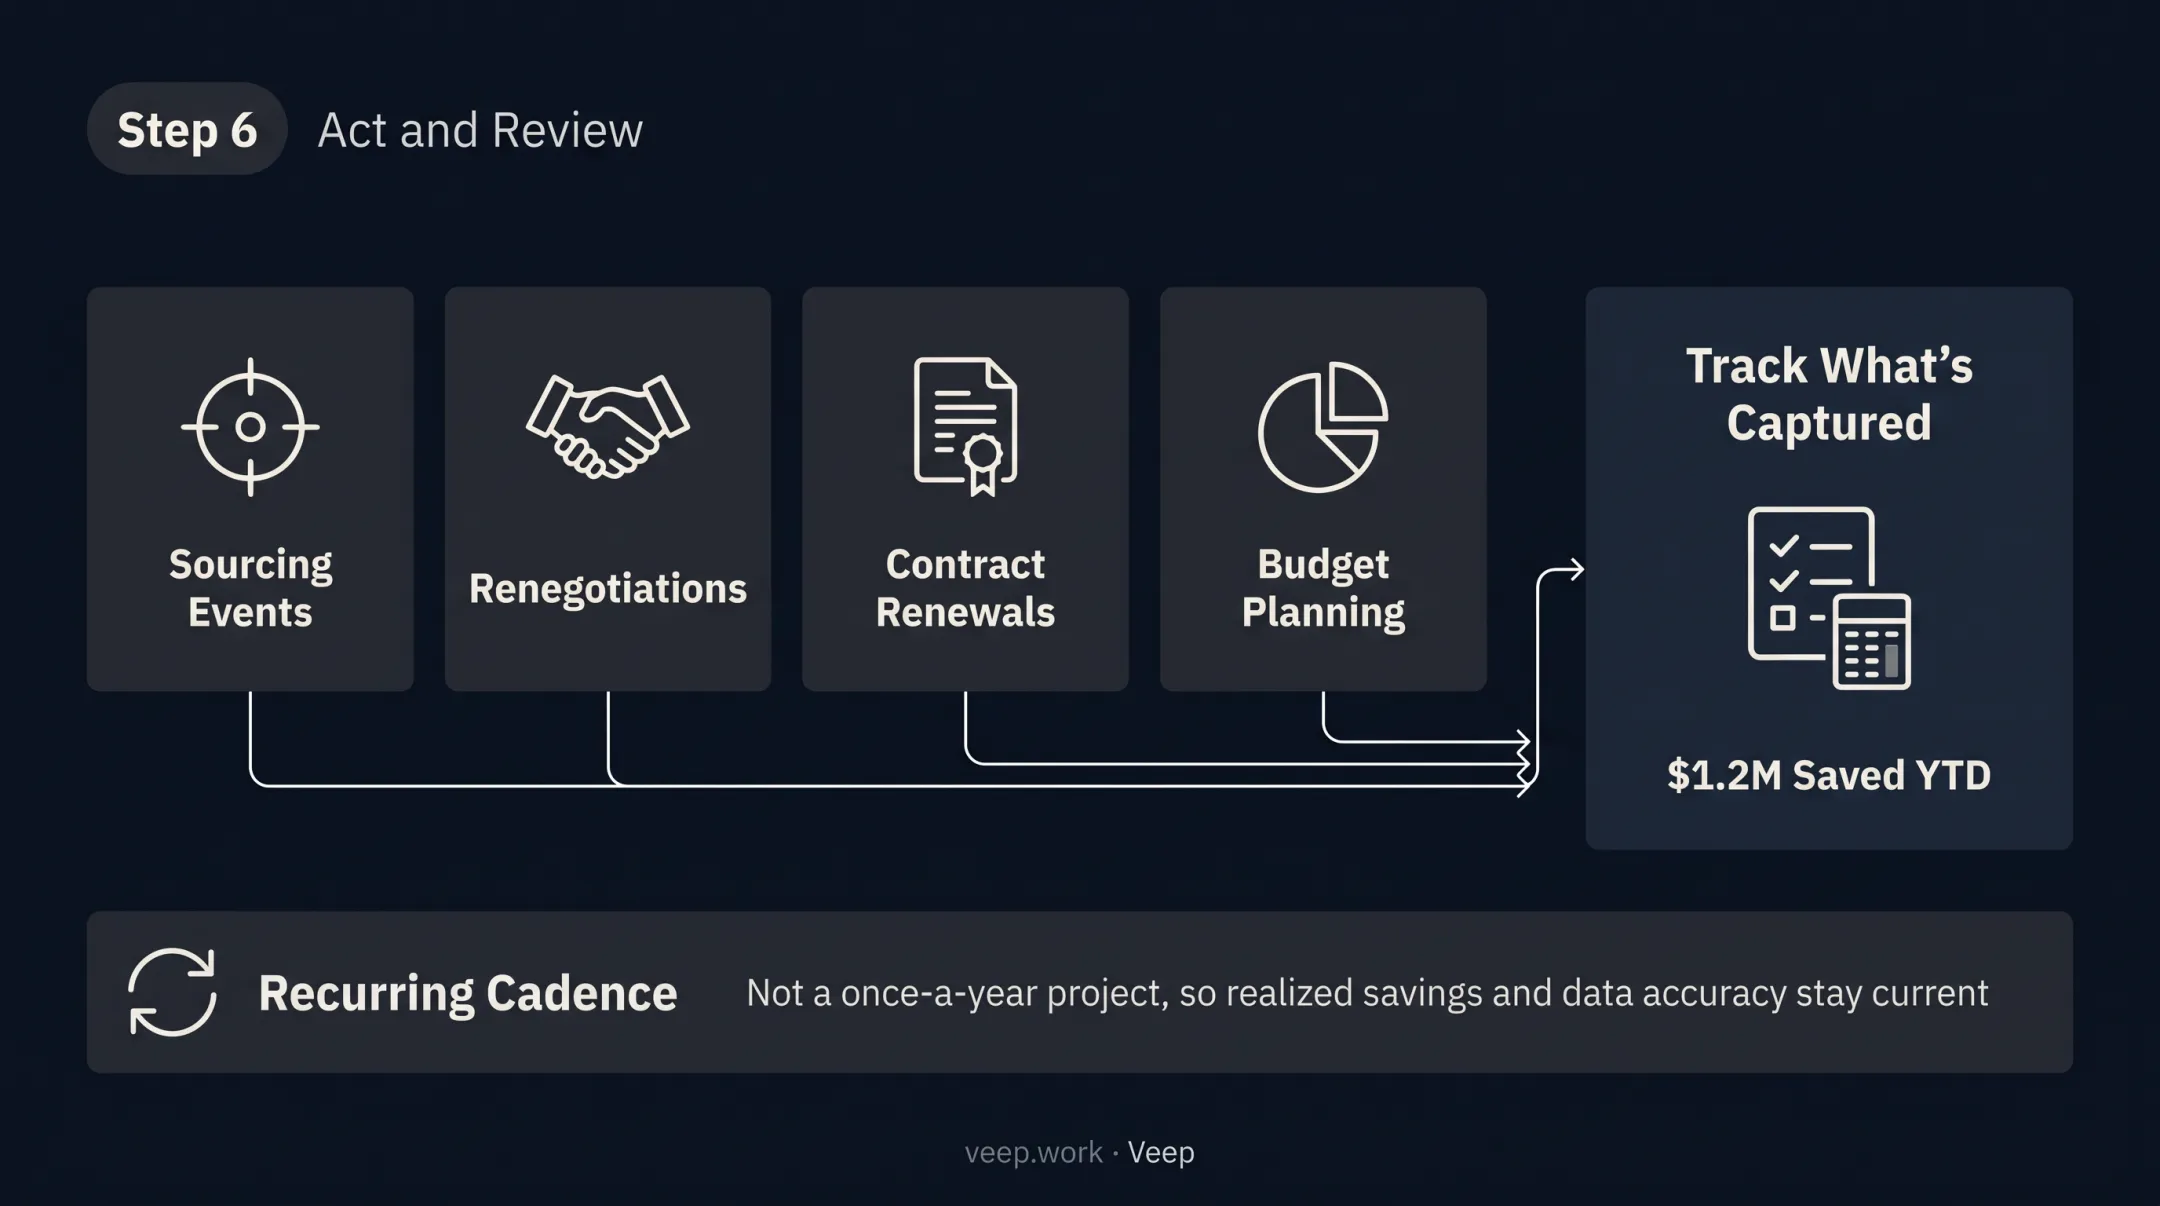 Step 6 Act and Review
Sourcing
Events
Renegotiations
Contract
Renewals
Budget
Planning
Track What’s
Captured
$1.2M Saved YTD
Recurring Cadence Not a once-a-year project, so realized savings and data accuracy stay current
veep.work · Veep